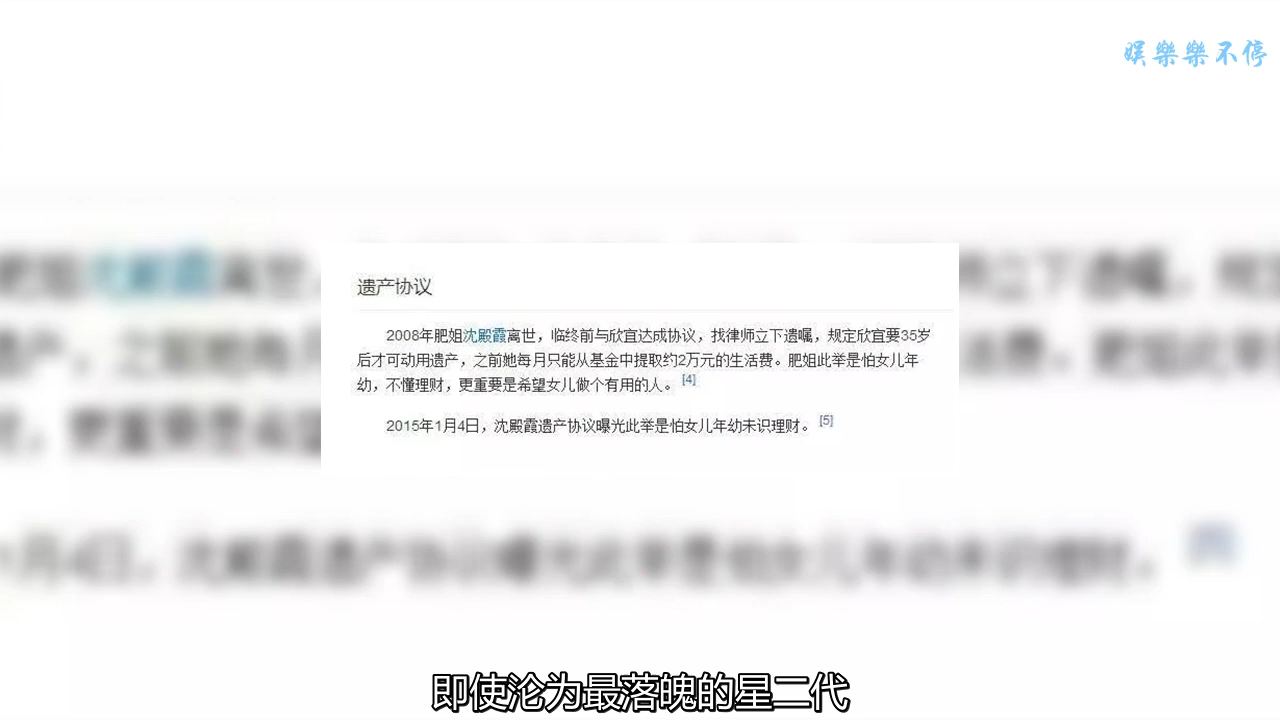 娱樂樂不停
遗产协议
2008年肥姐沈殿霞离世，临终前与欣宜达成协议，找律师立下遗嘱，规定欣宜要35岁
后才可动用遗产，之前她每月只能从基金中提取约2万元的生活费。肥姐此举是怕女儿年
幼，不懂理财，更重要是希望女儿做个有用的人。 [4]
2015年1月4日，沈殿霞遗产协议曝光此举是怕女儿年幼未识理财。 [5]
即使沦为最落魄的星二代